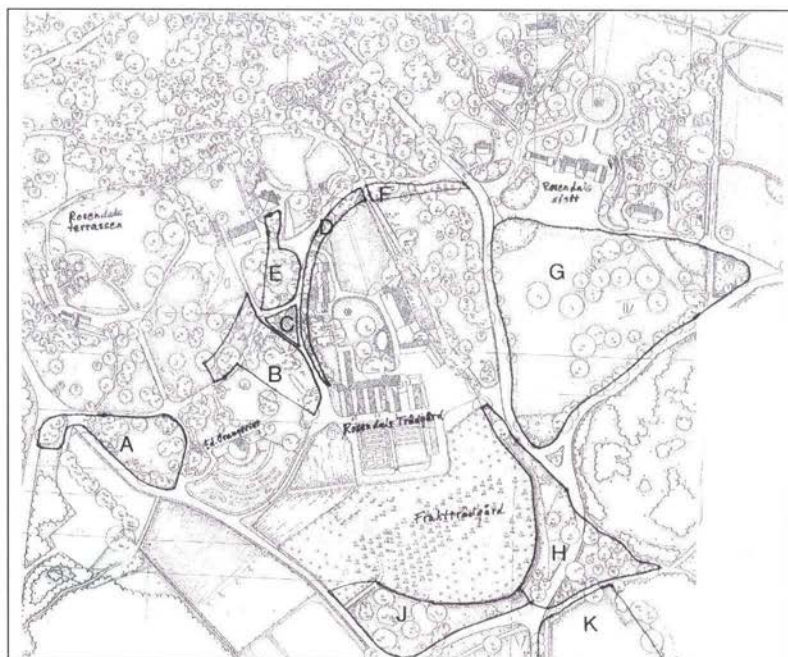 Rosendals
slott
Rosendals
terrassen
F
D
E
G
C
B
A
Rosendals Trädgård
Fruktträdgård
H
J
K